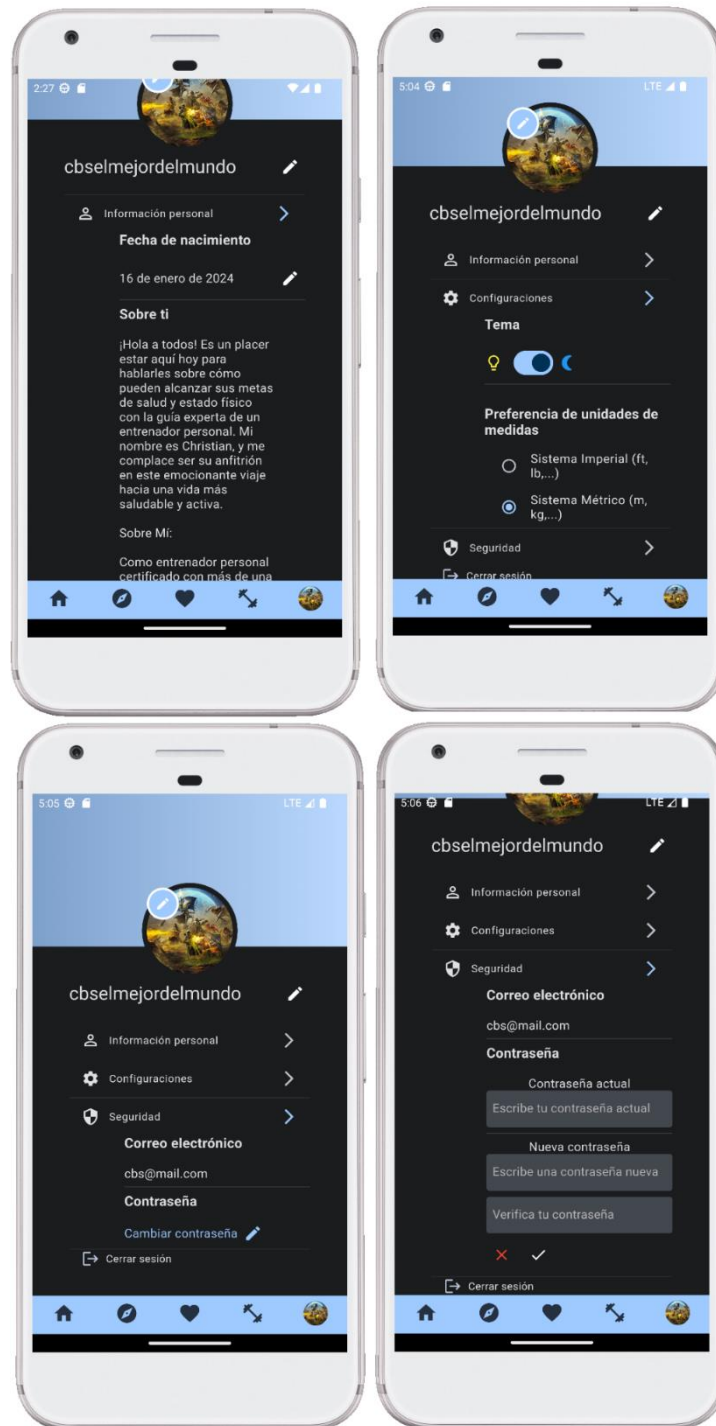 2:27
cbselmejordelmundo
Información personal
Fecha de nacimiento
16 de enero de 2024
Sobre ti
¡Hola a todos! Es un placer
estar aquí hoy para
hablarles sobre cómo
pueden alcanzar sus metas
de salud y estado físico
con la guía experta de un
entrenador personal. Mi
nombre es Christian, y me
complace ser su anfitrión
en este emocionante viaje
hacia una vida más
saludable y activa.
Sobre Mí:
Como entrenador personal
certificado con más de una
5:04 LTE
cbselmejordelmundo
Información personal
Configuraciones
Tema
Preferencia de unidades de
medidas
Sistema Imperial (ft,
lb,...)
Sistema Métrico (m,
kg,...)
Seguridad
Cerrar sesión
5:05 LTE
cbselmejordelmundo
Información personal
Configuraciones
Seguridad
Correo electrónico
cbs@mail.com
Contraseña
Cambiar contraseña
Cerrar sesión
5:06 LTE
cbselmejordelmundo
Información personal
Configuraciones
Seguridad
Correo electrónico
cbs@mail.com
Contraseña
Contraseña actual
Escribe tu contraseña actual
Nueva contraseña
Escribe una contraseña nueva
Verifica tu contraseña
Cerrar sesión